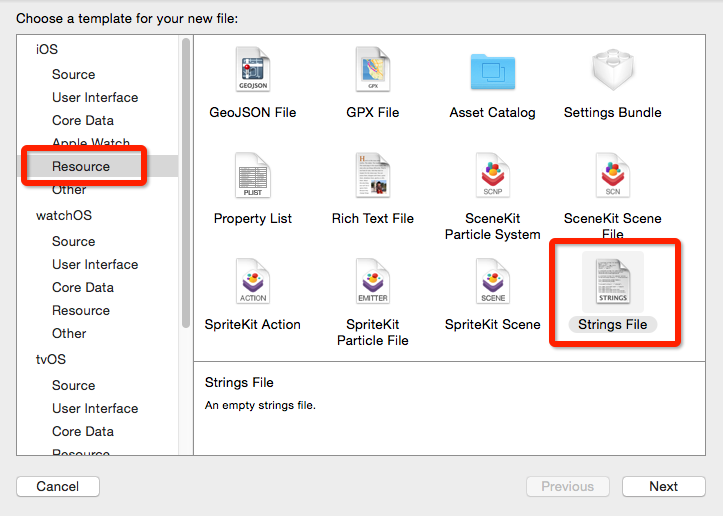 Choose a template for your new file:
iOS
Source
User Interface
Core Data
Apple Watch
Resource
Other
watchOS
Source
User Interface
Core Data
Resource
Other
tvOS
Source
User Interface
Core Data
Resource
GEOJSON
GPX
GeoJSON File
GPX File
Asset Catalog
Settings Bundle
PLIST
SCNP
SCN
Property List
Rich Text File
SceneKit
Particle System
SceneKit Scene
File
ACTION
EMITTER
SCENE
STRINGS
SpriteKit Action
SpriteKit
Particle File
SpriteKit Scene
Strings File
Strings File
An empty strings file.
Cancel
Previous
Next